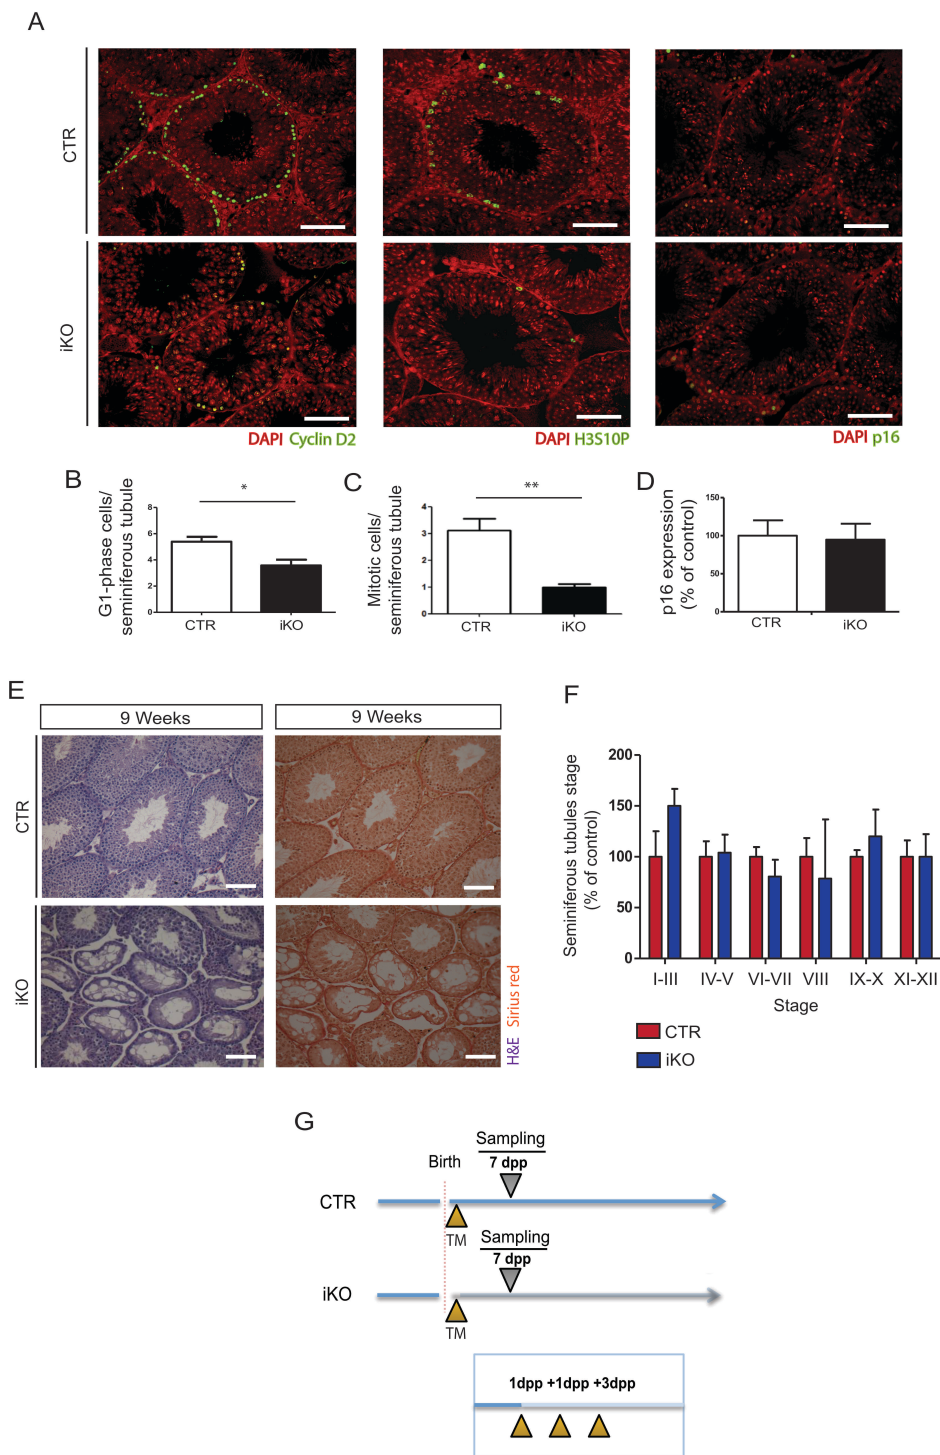 A
CTR
iKO
DAPI Cyclin D2
DAPI H3S10P
DAPI p16
B
G1-phase cells/
seminiferous tubule
*
8
6
4
2
0
CTR
iKO
C
Mitotic cells/
seminiferous tubule
**
4
3
2
1
0
CTR
iKO
D
p16 expression
(% of control)
150
100
50
0
CTR
iKO
E
9 Weeks
9 Weeks
CTR
iKO
H&E Sirius red
F
Seminiferous tubules stage
(% of control)
200
150
100
50
0
I-III
IV-V
VI-VII
VIII
IX-X
XI-XII
Stage
CTR
iKO
G
Sampling
7 dpp
Birth
CTR
TM
Sampling
7 dpp
iKO
TM
1dpp +1dpp +3dpp